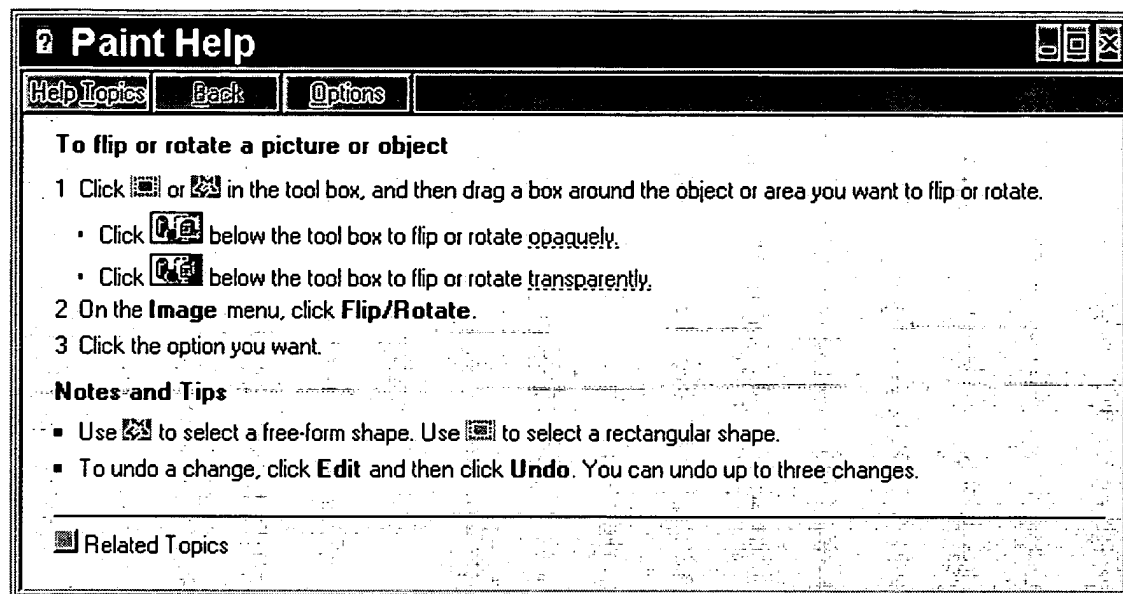 Paint Help
Help Topics Back Options
To flip or rotate a picture or object
1 Click or in the tool box, and then drag a box around the object or area you want to flip or rotate.
• Click below the tool box to flip or rotate opaquely.
• Click below the tool box to flip or rotate transparently.
2 On the Image menu, click Flip/Rotate.
3 Click the option you want.
Notes and Tips
▪ Use to select a free-form shape. Use to select a rectangular shape.
▪ To undo a change, click Edit and then click Undo. You can undo up to three changes.
Related Topics